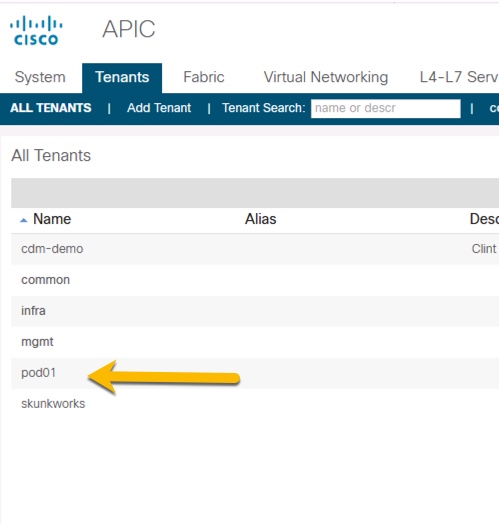 CISCO
APIC
System Tenants Fabric Virtual Networking L4-L7 Serv
ALL TENANTS | Add Tenant | Tenant Search: name or descr |
All Tenants
Name Alias Desc
cdm-demo Clint
common
infra
mgmt
pod01
skunkworks